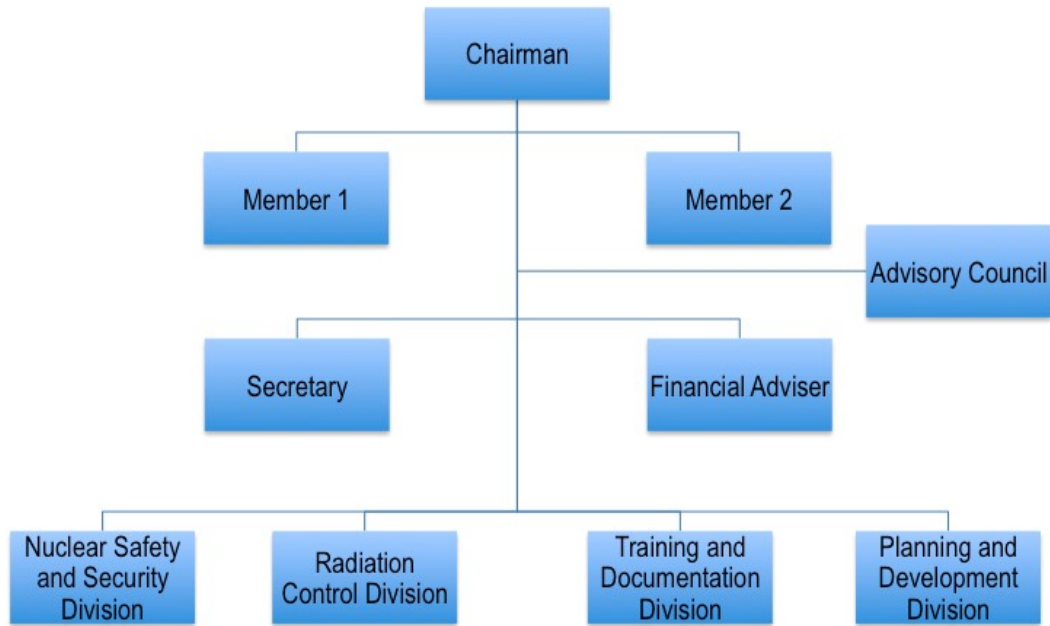 Chairman
Member 1
Member 2
Advisory Council
Secretary
Financial Adviser
Nuclear Safety
and Security
Division
Radiation
Control Division
Training and
Documentation
Division
Planning and
Development
Division